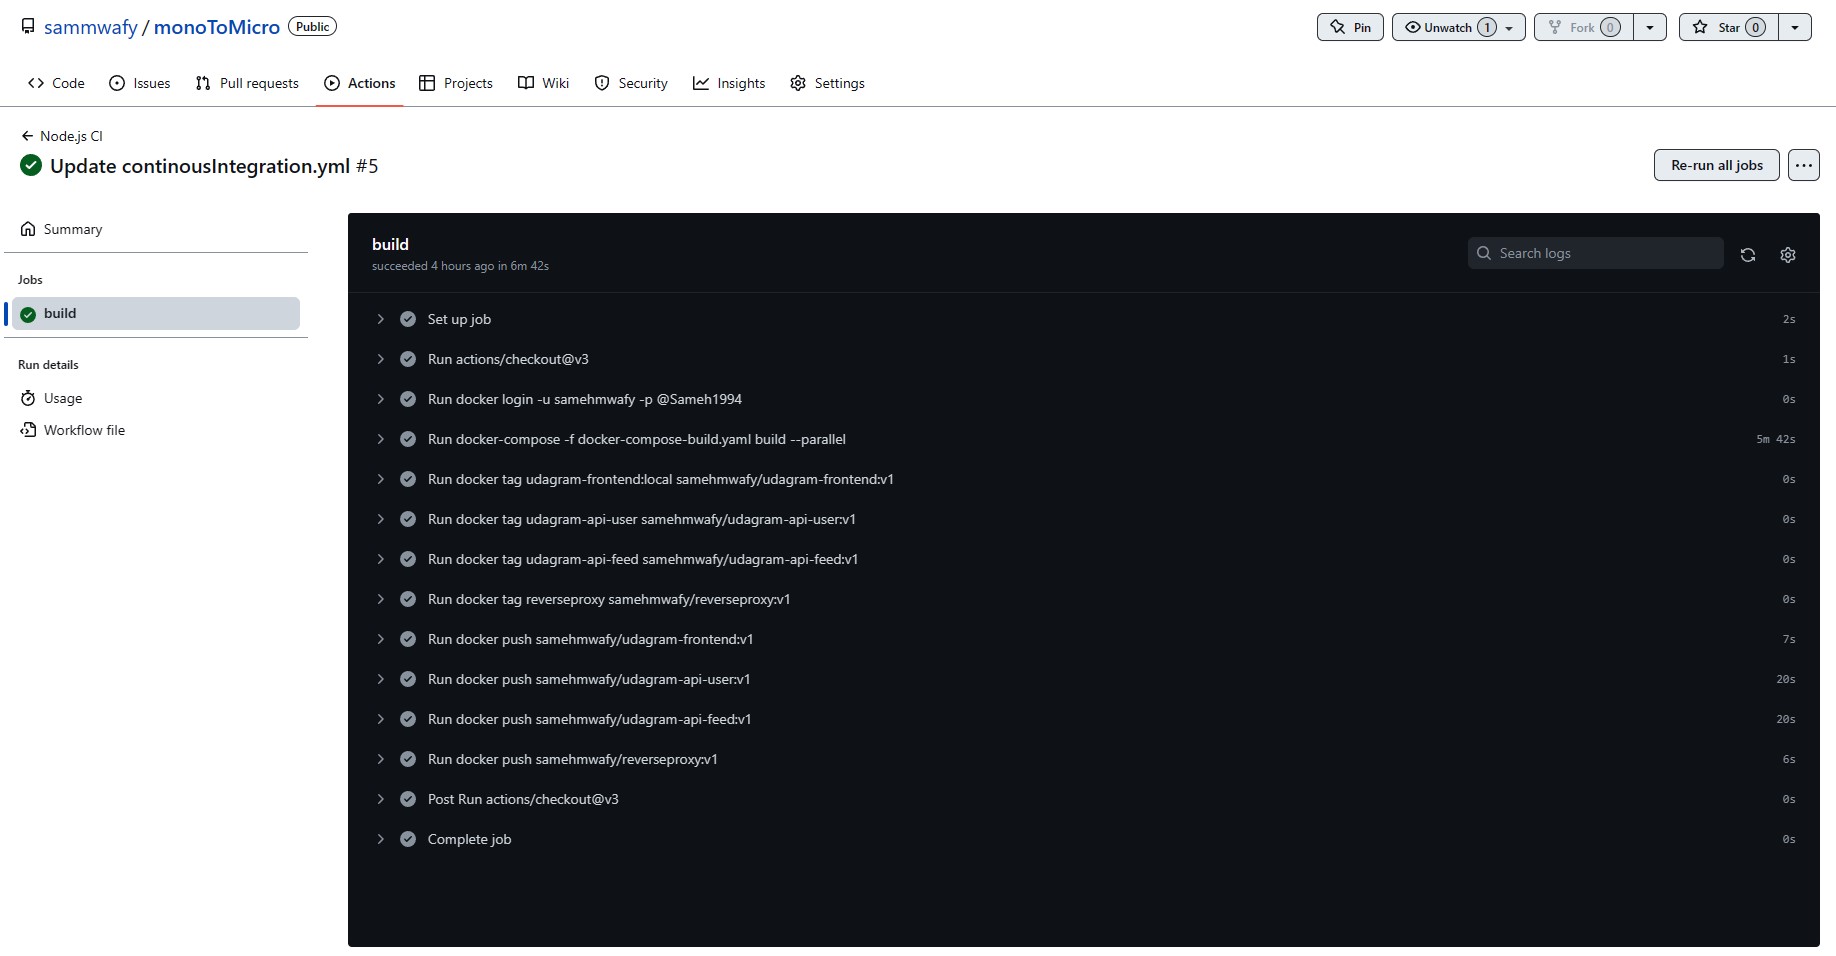 sammwafy / monoToMicro Public
Pin
Unwatch 1
Fork 0
Star 0
Code
Issues
Pull requests
Actions
Projects
Wiki
Security
Insights
Settings
Node.js CI
Update continousIntegration.yml #5
Re-run all jobs
Summary
Jobs
build
Run details
Usage
Workflow file
build
succeeded 4 hours ago in 6m 42s
Search logs
Set up job 2s
Run actions/checkout@v3 1s
Run docker login -u samehmwafy -p @Sameh1994 0s
Run docker-compose -f docker-compose-build.yaml build --parallel 5m 42s
Run docker tag udagram-frontend:local samehmwafy/udagram-frontend:v1 0s
Run docker tag udagram-api-user samehmwafy/udagram-api-user:v1 0s
Run docker tag udagram-api-feed samehmwafy/udagram-api-feed:v1 0s
Run docker tag reverseproxy samehmwafy/reverseproxy:v1 0s
Run docker push samehmwafy/udagram-frontend:v1 7s
Run docker push samehmwafy/udagram-api-user:v1 20s
Run docker push samehmwafy/udagram-api-feed:v1 20s
Run docker push samehmwafy/reverseproxy:v1 6s
Post Run actions/checkout@v3 0s
Complete job 0s